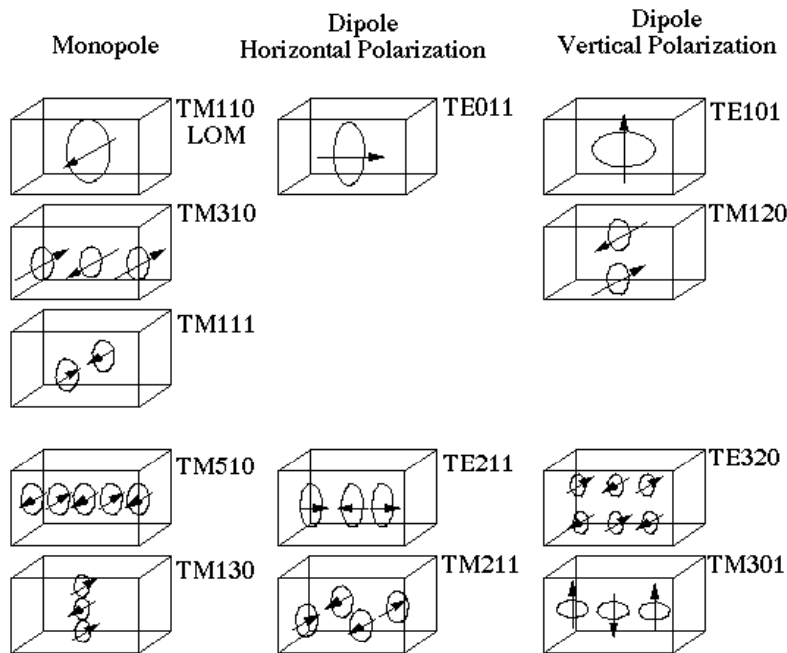 Monopole
Dipole
Horizontal Polarization
Dipole
Vertical Polarization
TM110
LOM
TE011
TE101
TM310
TM120
TM111
TM510
TE211
TE320
TM130
TM211
TM301